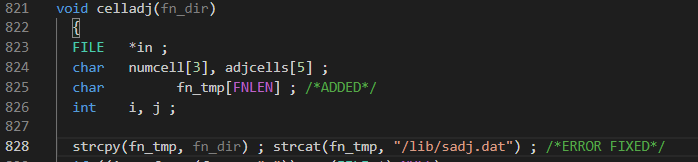 821 void celladj(fn_dir)
822 {
823 FILE *in ;
824 char numcell[3], adjcells[5] ;
825 char fn_tmp[FNLEN] ; /*ADDED*/
826 int i, j ;
827
828 strcpy(fn_tmp, fn_dir) ; strcat(fn_tmp, "/lib/sadj.dat") ; /*ERROR FIXED*/